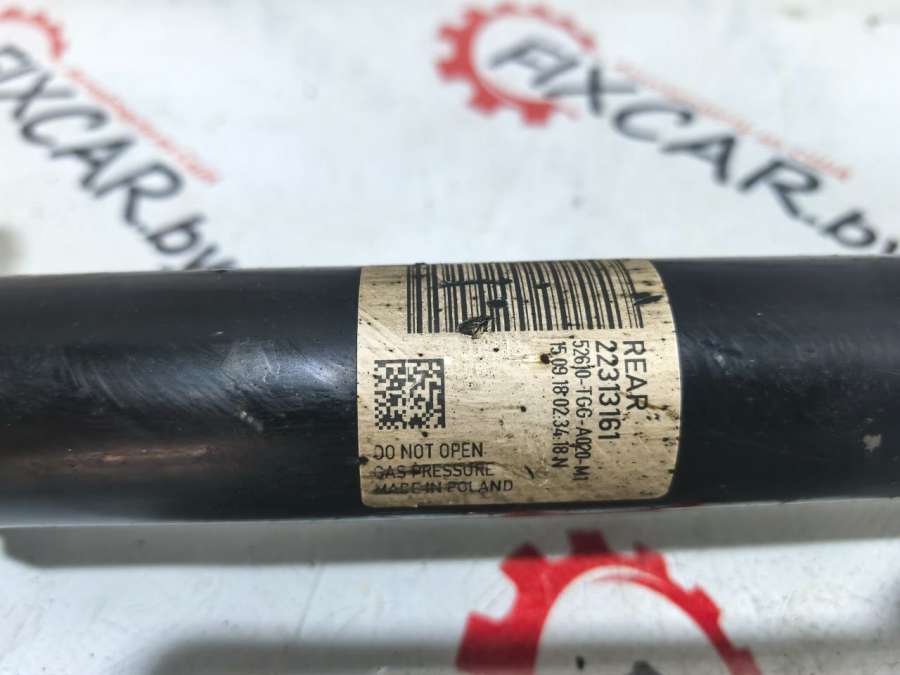 FIXCAR.by
FIXCAR.by
REAR
22313161
52610-TGG-A020-M1
15.09.18-02:34:18-N
DO NOT OPEN
GAS PRESSURE
MADE IN POLAND